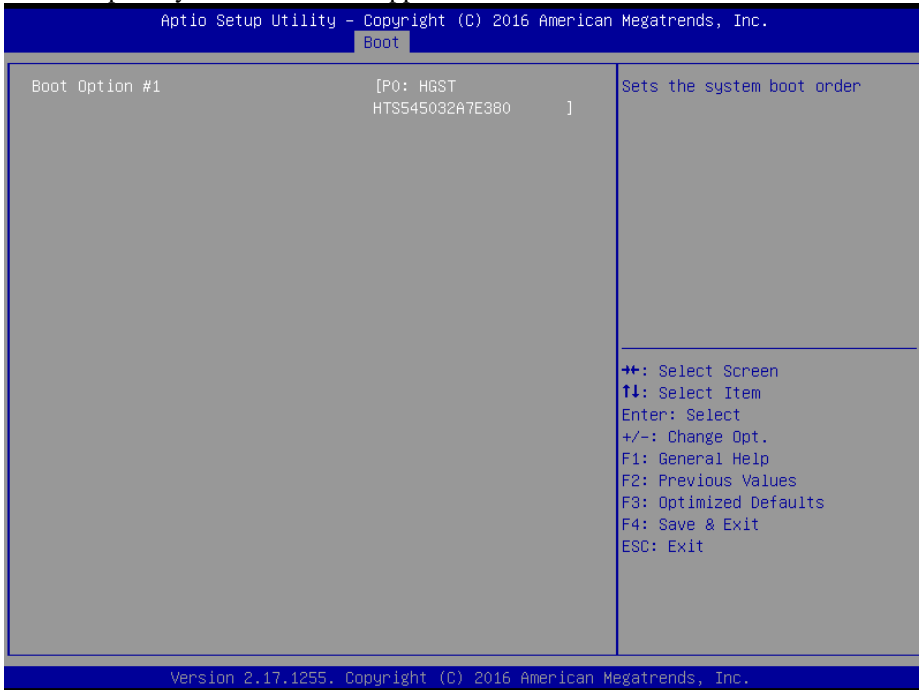 Aptio Setup Utility – Copyright (C) 2016 American Megatrends, Inc.
Boot
Boot Option #1 [P0: HGST
HTS545032A7E380 ]
Sets the system boot order
→←: Select Screen
↑↓: Select Item
Enter: Select
+/-: Change Opt.
F1: General Help
F2: Previous Values
F3: Optimized Defaults
F4: Save & Exit
ESC: Exit
Version 2.17.1255. Copyright (C) 2016 American Megatrends, Inc.